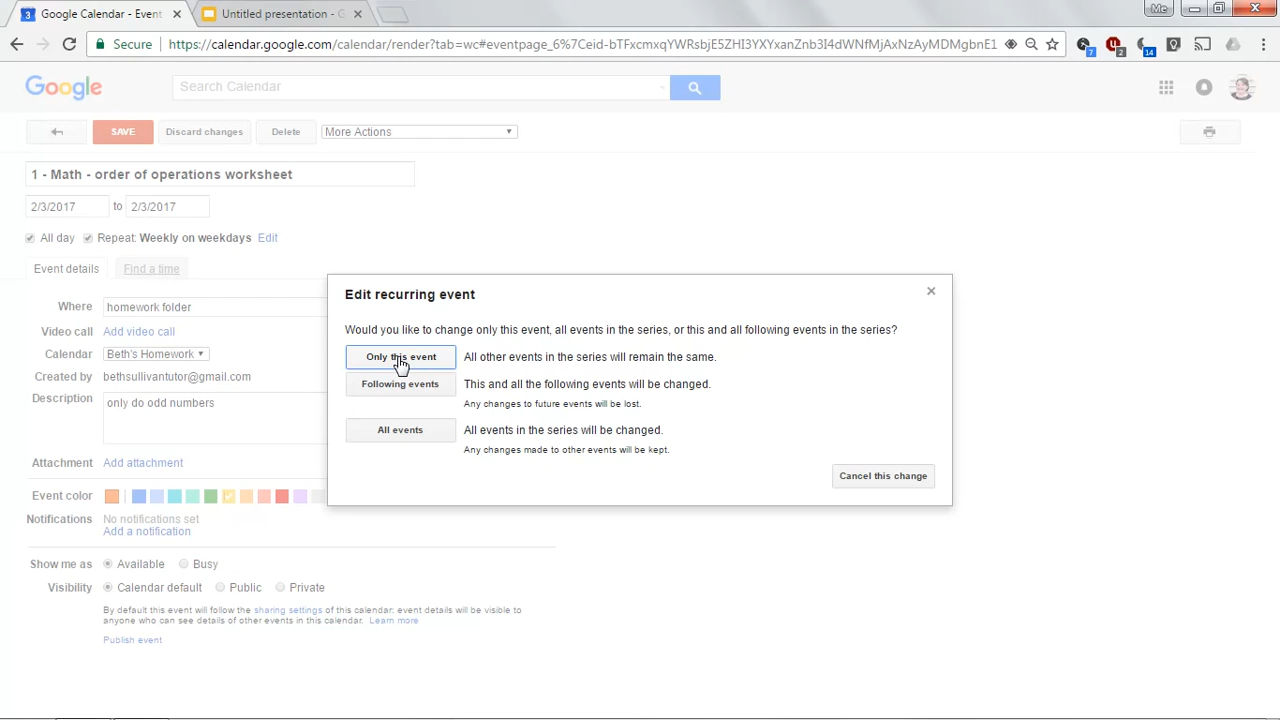 Google Calendar - Event
Untitled presentation - G
Me
Secure
https://calendar.google.com/calendar/render?tab=wc#eventpage_6%7Ceid-bTFxcmxqYWRsbjE5ZHI3YXYxanZnb3I4dWNfMjAxNzAyMDMgbnE1
7
2
14
Google
Search Calendar
SAVE
Discard changes
Delete
More Actions
1 - Math - order of operations worksheet
2/3/2017 to 2/3/2017
All day
Repeat: Weekly on weekdays Edit
Event details
Find a time
Edit recurring event
Would you like to change only this event, all events in the series, or this and all following events in the series?
Only this event All other events in the series will remain the same.
Following events This and all the following events will be changed.
Any changes to future events will be lost.
All events All events in the series will be changed.
Any changes made to other events will be kept.
Cancel this change
Where homework folder
Video call Add video call
Calendar Beth's Homework
Created by bethsullivantutor@gmail.com
Description only do odd numbers
Attachment Add attachment
Event color
Notifications No notifications set
Add a notification
Show me as Available Busy
Visibility Calendar default Public Private
By default this event will follow the sharing settings of this calendar: event details will be visible to
anyone who can see details of other events in this calendar. Learn more
Publish event